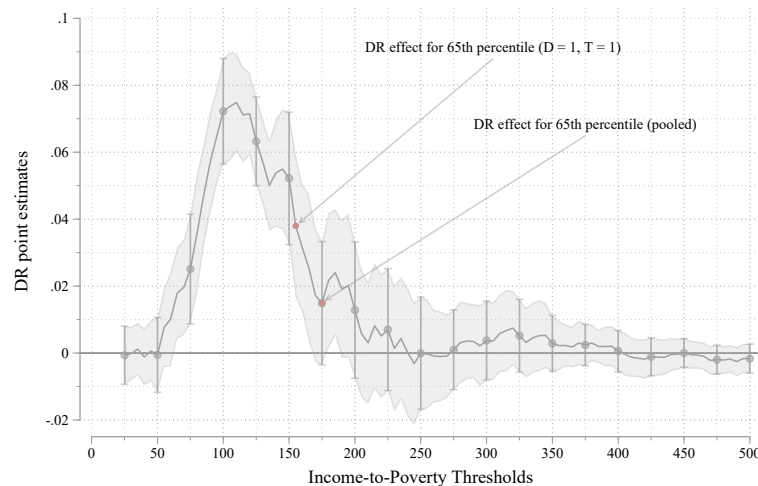 .1
DR effect for 65th percentile (D = 1, T = 1)
.08
DR effect for 65th percentile (pooled)
.06
DR point estimates
.04
.02
0
-.02
0 50 100 150 200 250 300 350 400 450 500
Income-to-Poverty Thresholds